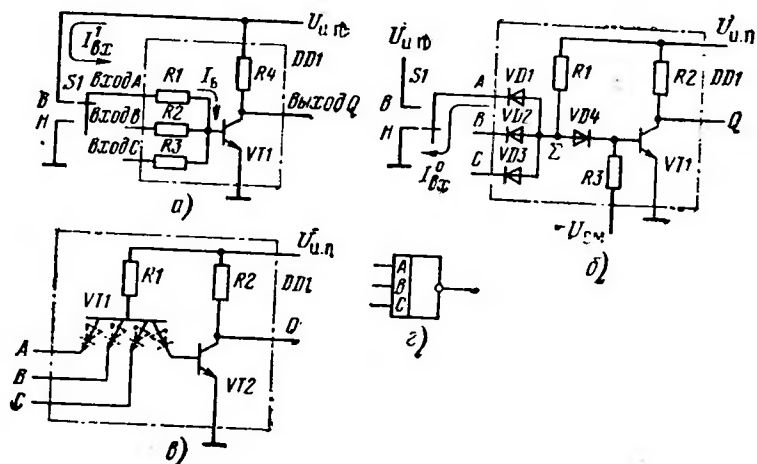 I¹вх
Uи.п
S1
В
Н
Вход А
R1
Iб
R2
Вход В
R3
Вход С
R4
DD1
Выход Q
VT1
а)
Uи.п
S1
В
Н
A
VD1
B
VD2
C
VD3
I⁰вх
R1
VD4
Σ
R3
Uи.п
R2
DD1
Q
VT1
-Uсм
б)
Uи.п
R1
R2
DD1
VT1
Q
A
B
C
VT2
в)
A
B
C
г)